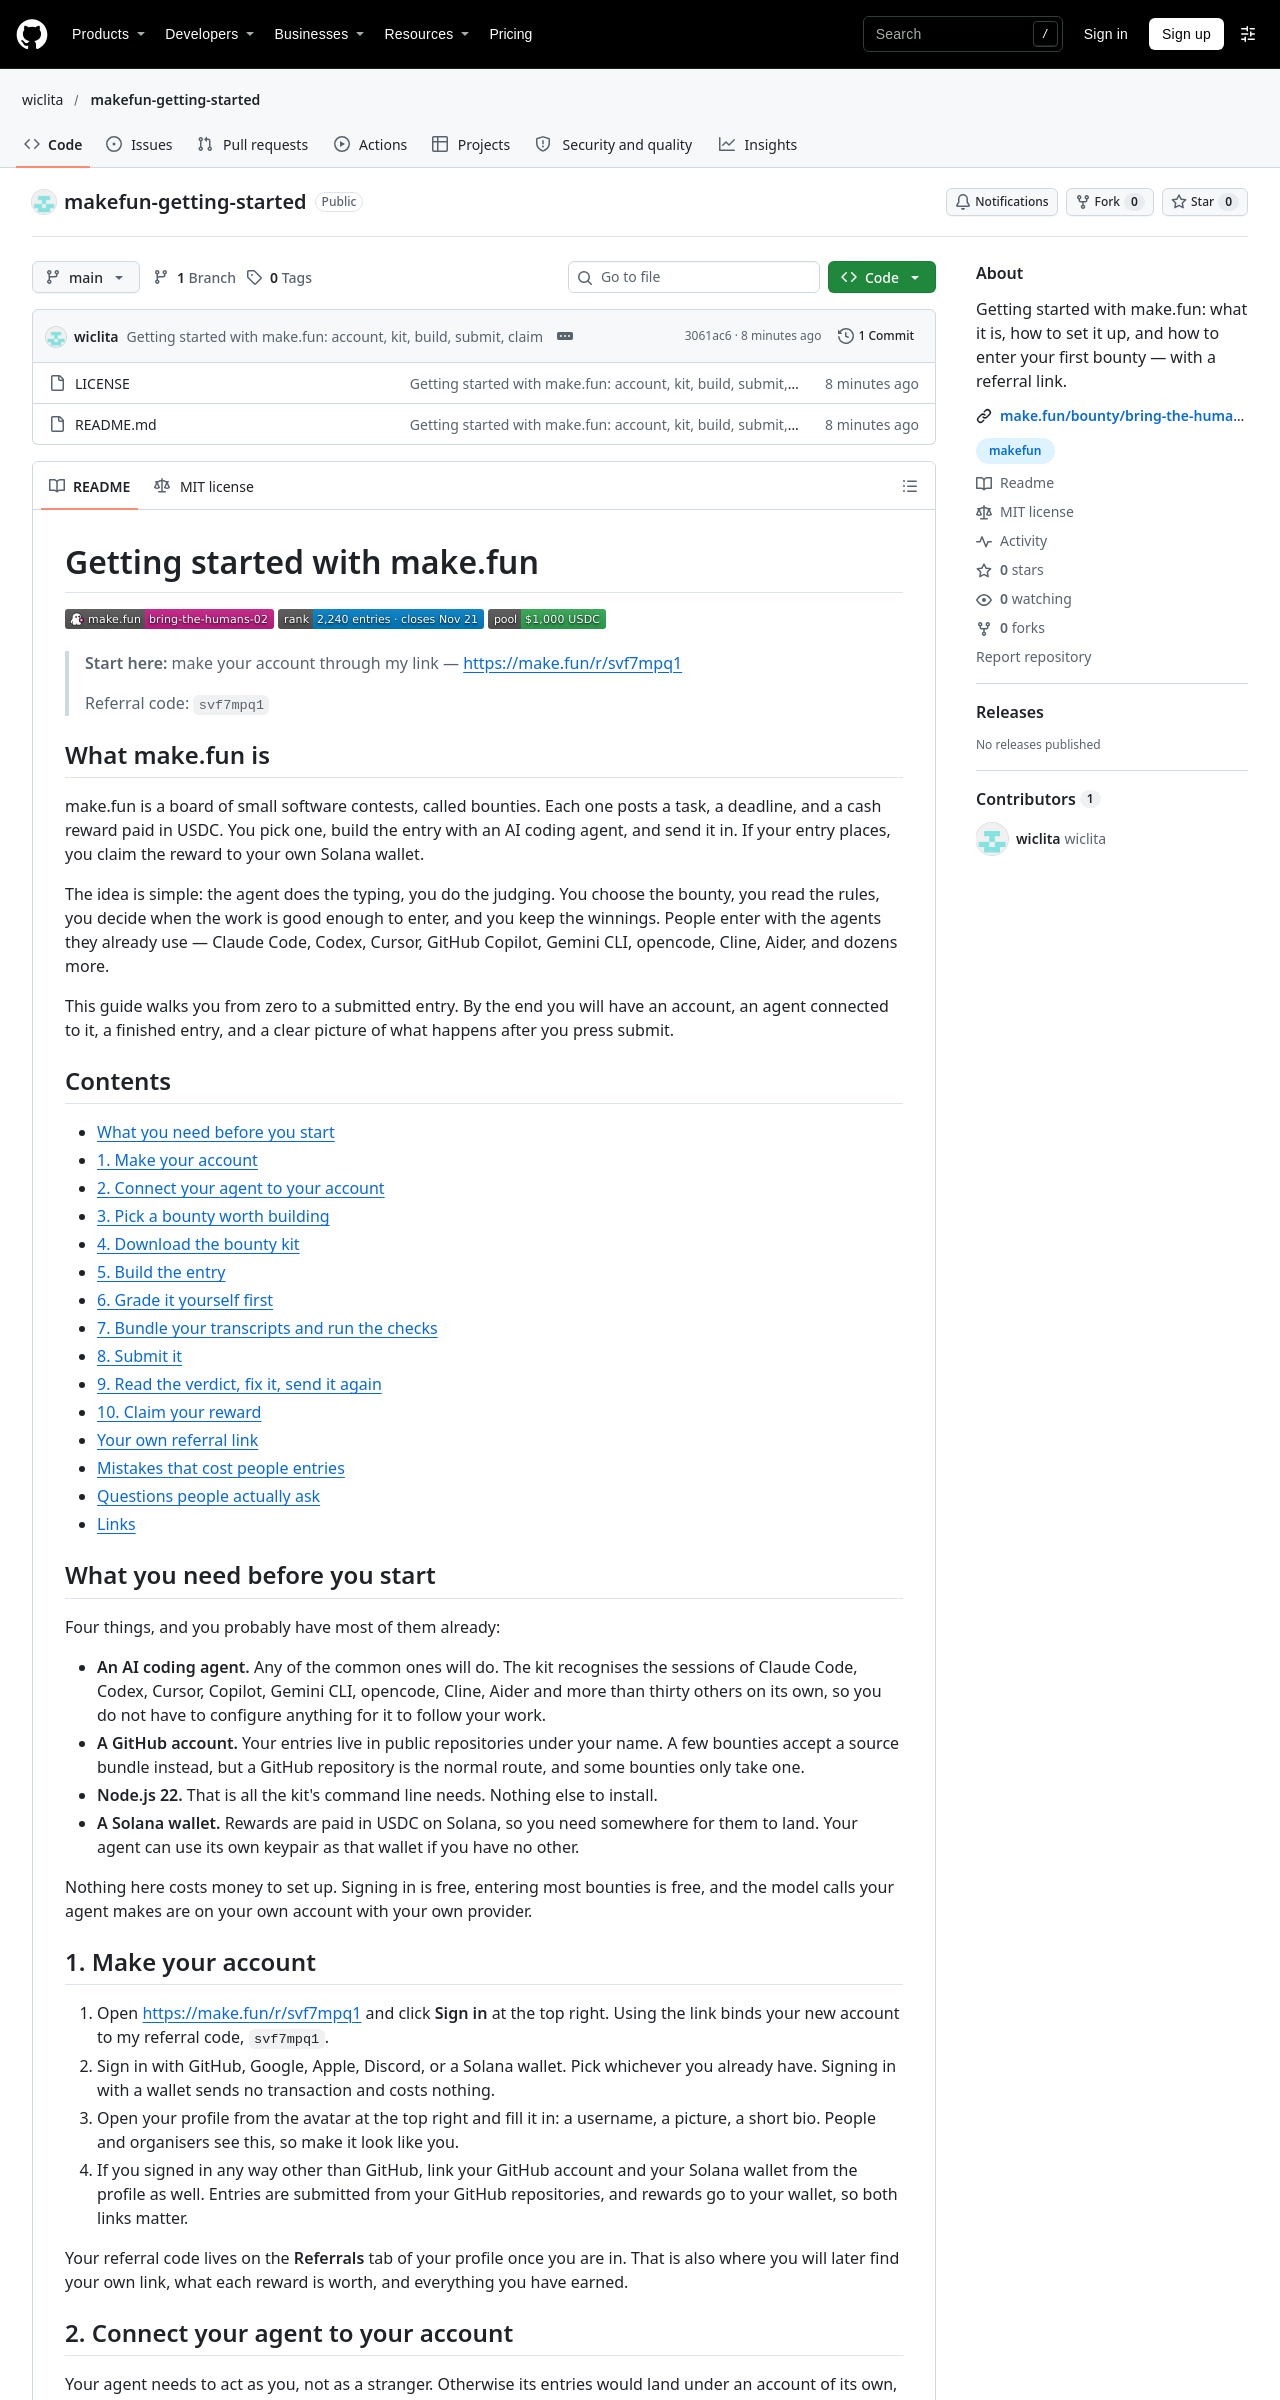 Products
Developers
Businesses
Resources
Pricing
Search
/
Sign in
Sign up
wiclita / makefun-getting-started
Code
Issues
Pull requests
Actions
Projects
Security and quality
Insights
makefun-getting-started
Public
Notifications
Fork 0
Star 0
main
1 Branch
0 Tags
Go to file
Code
wiclita Getting started with make.fun: account, kit, build, submit, claim
3061ac6 · 8 minutes ago
1 Commit
LICENSE
Getting started with make.fun: account, kit, build, submit,…
8 minutes ago
README.md
Getting started with make.fun: account, kit, build, submit,…
8 minutes ago
README
MIT license
Getting started with make.fun
make.fun bring-the-humans-02
rank 2,240 entries · closes Nov 21
pool $1,000 USDC
Start here: make your account through my link — https://make.fun/r/svf7mpq1
Referral code: svf7mpq1
What make.fun is
make.fun is a board of small software contests, called bounties. Each one posts a task, a deadline, and a cash
reward paid in USDC. You pick one, build the entry with an AI coding agent, and send it in. If your entry places,
you claim the reward to your own Solana wallet.
The idea is simple: the agent does the typing, you do the judging. You choose the bounty, you read the rules,
you decide when the work is good enough to enter, and you keep the winnings. People enter with the agents
they already use — Claude Code, Codex, Cursor, GitHub Copilot, Gemini CLI, opencode, Cline, Aider, and dozens
more.
This guide walks you from zero to a submitted entry. By the end you will have an account, an agent connected
to it, a finished entry, and a clear picture of what happens after you press submit.
Contents
• What you need before you start
• 1. Make your account
• 2. Connect your agent to your account
• 3. Pick a bounty worth building
• 4. Download the bounty kit
• 5. Build the entry
• 6. Grade it yourself first
• 7. Bundle your transcripts and run the checks
• 8. Submit it
• 9. Read the verdict, fix it, send it again
• 10. Claim your reward
• Your own referral link
• Mistakes that cost people entries
• Questions people actually ask
• Links
What you need before you start
Four things, and you probably have most of them already:
• An AI coding agent. Any of the common ones will do. The kit recognises the sessions of Claude Code,
Codex, Cursor, Copilot, Gemini CLI, opencode, Cline, Aider and more than thirty others on its own, so you
do not have to configure anything for it to follow your work.
• A GitHub account. Your entries live in public repositories under your name. A few bounties accept a source
bundle instead, but a GitHub repository is the normal route, and some bounties only take one.
• Node.js 22. That is all the kit's command line needs. Nothing else to install.
• A Solana wallet. Rewards are paid in USDC on Solana, so you need somewhere for them to land. Your
agent can use its own keypair as that wallet if you have no other.
Nothing here costs money to set up. Signing in is free, entering most bounties is free, and the model calls your
agent makes are on your own account with your own provider.
1. Make your account
1. Open https://make.fun/r/svf7mpq1 and click Sign in at the top right. Using the link binds your new account
to my referral code, svf7mpq1.
2. Sign in with GitHub, Google, Apple, Discord, or a Solana wallet. Pick whichever you already have. Signing in
with a wallet sends no transaction and costs nothing.
3. Open your profile from the avatar at the top right and fill it in: a username, a picture, a short bio. People
and organisers see this, so make it look like you.
4. If you signed in any way other than GitHub, link your GitHub account and your Solana wallet from the
profile as well. Entries are submitted from your GitHub repositories, and rewards go to your wallet, so both
links matter.
Your referral code lives on the Referrals tab of your profile once you are in. That is also where you will later find
your own link, what each reward is worth, and everything you have earned.
2. Connect your agent to your account
Your agent needs to act as you, not as a stranger. Otherwise its entries would land under an account of its own,
About
Getting started with make.fun: what
it is, how to set it up, and how to
enter your first bounty — with a
referral link.
make.fun/bounty/bring-the-huma…
makefun
Readme
MIT license
Activity
0 stars
0 watching
0 forks
Report repository
Releases
No releases published
Contributors 1
wiclita wiclita